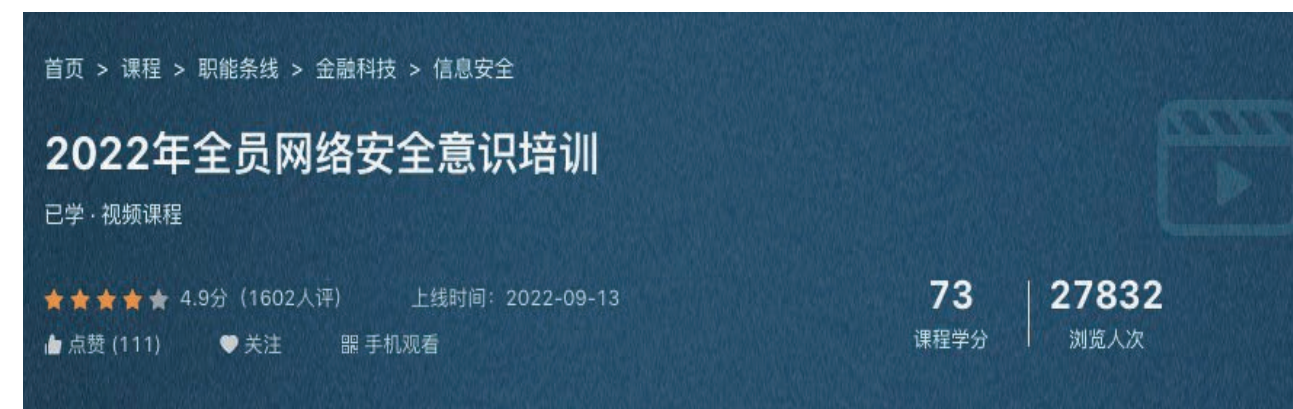 首页 > 课程 > 职能条线 > 金融科技 > 信息安全
2022年全员网络安全意识培训
已学 · 视频课程
4.9分（1602人评） 上线时间：2022-09-13
点赞 (111) 关注 手机观看
73 27832
课程学分 浏览人次